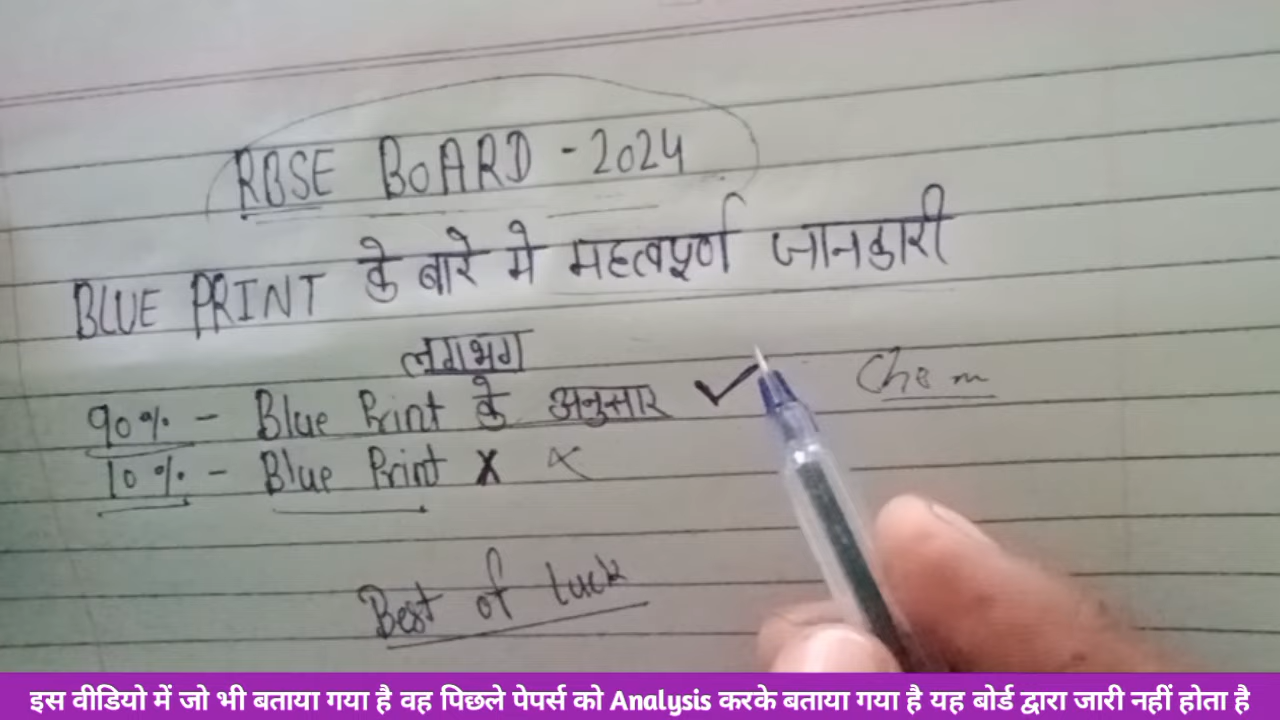 RBSE BOARD - 2024
BLUE PRINT के बारे मे महत्वपूर्ण जानकारी
लगभग
90% - Blue Print के अनुसार ✓ Chem
10% - Blue Print X X
Best of luck
इस वीडियो में जो भी बताया गया है वह पिछले पेपर्स को Analysis करके बताया गया है यह बोर्ड द्वारा जारी नहीं होता है